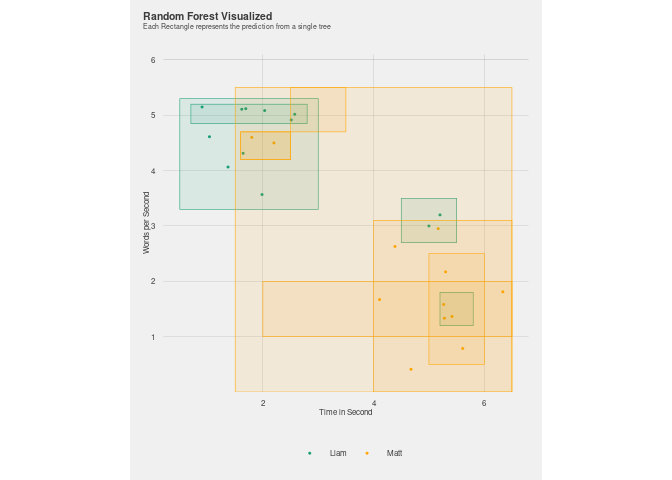 Random Forest Visualized
Each Rectangle represents the prediction from a single tree
6
5
4
3
2
1
Words per Second
2 4 6
Time in Second
Liam Matt